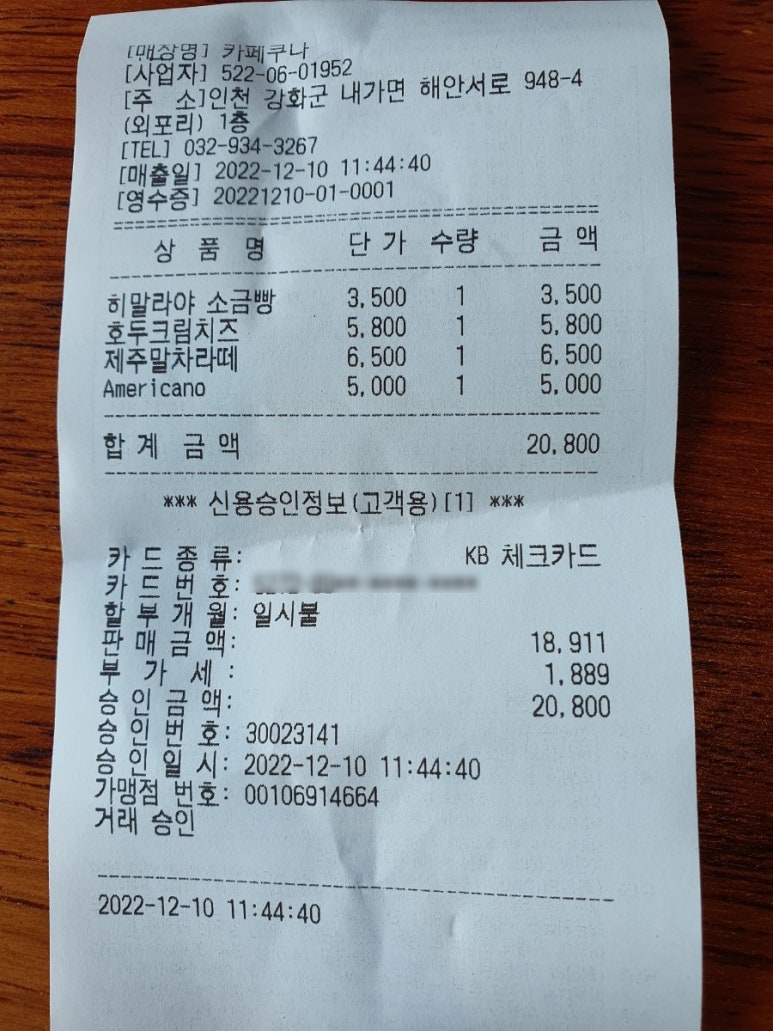 [매장명] 카페쿠나
[사업자] 522-06-01952
[주 소]인천 강화군 내가면 해안서로 948-4
(외포리) 1층
[TEL] 032-934-3267
[매출일] 2022-12-10 11:44:40
[영수증] 20221210-01-0001
상 품 명 단 가 수량 금 액
히말라야 소금빵 3,500 1 3,500
호두크림치즈 5,800 1 5,800
제주말차라떼 6,500 1 6,500
Americano 5,000 1 5,000
합 계 금 액 20,800
*** 신용승인정보(고객용)[1] ***
카 드 종 류: KB 체크카드
카 드 번 호:
할 부 개 월: 일시불
판 매 금 액: 18,911
부 가 세 : 1,889
승 인 금 액: 20,800
승 인 번 호: 30023141
승 인 일 시: 2022-12-10 11:44:40
가맹점 번호: 00106914664
거래 승인
2022-12-10 11:44:40